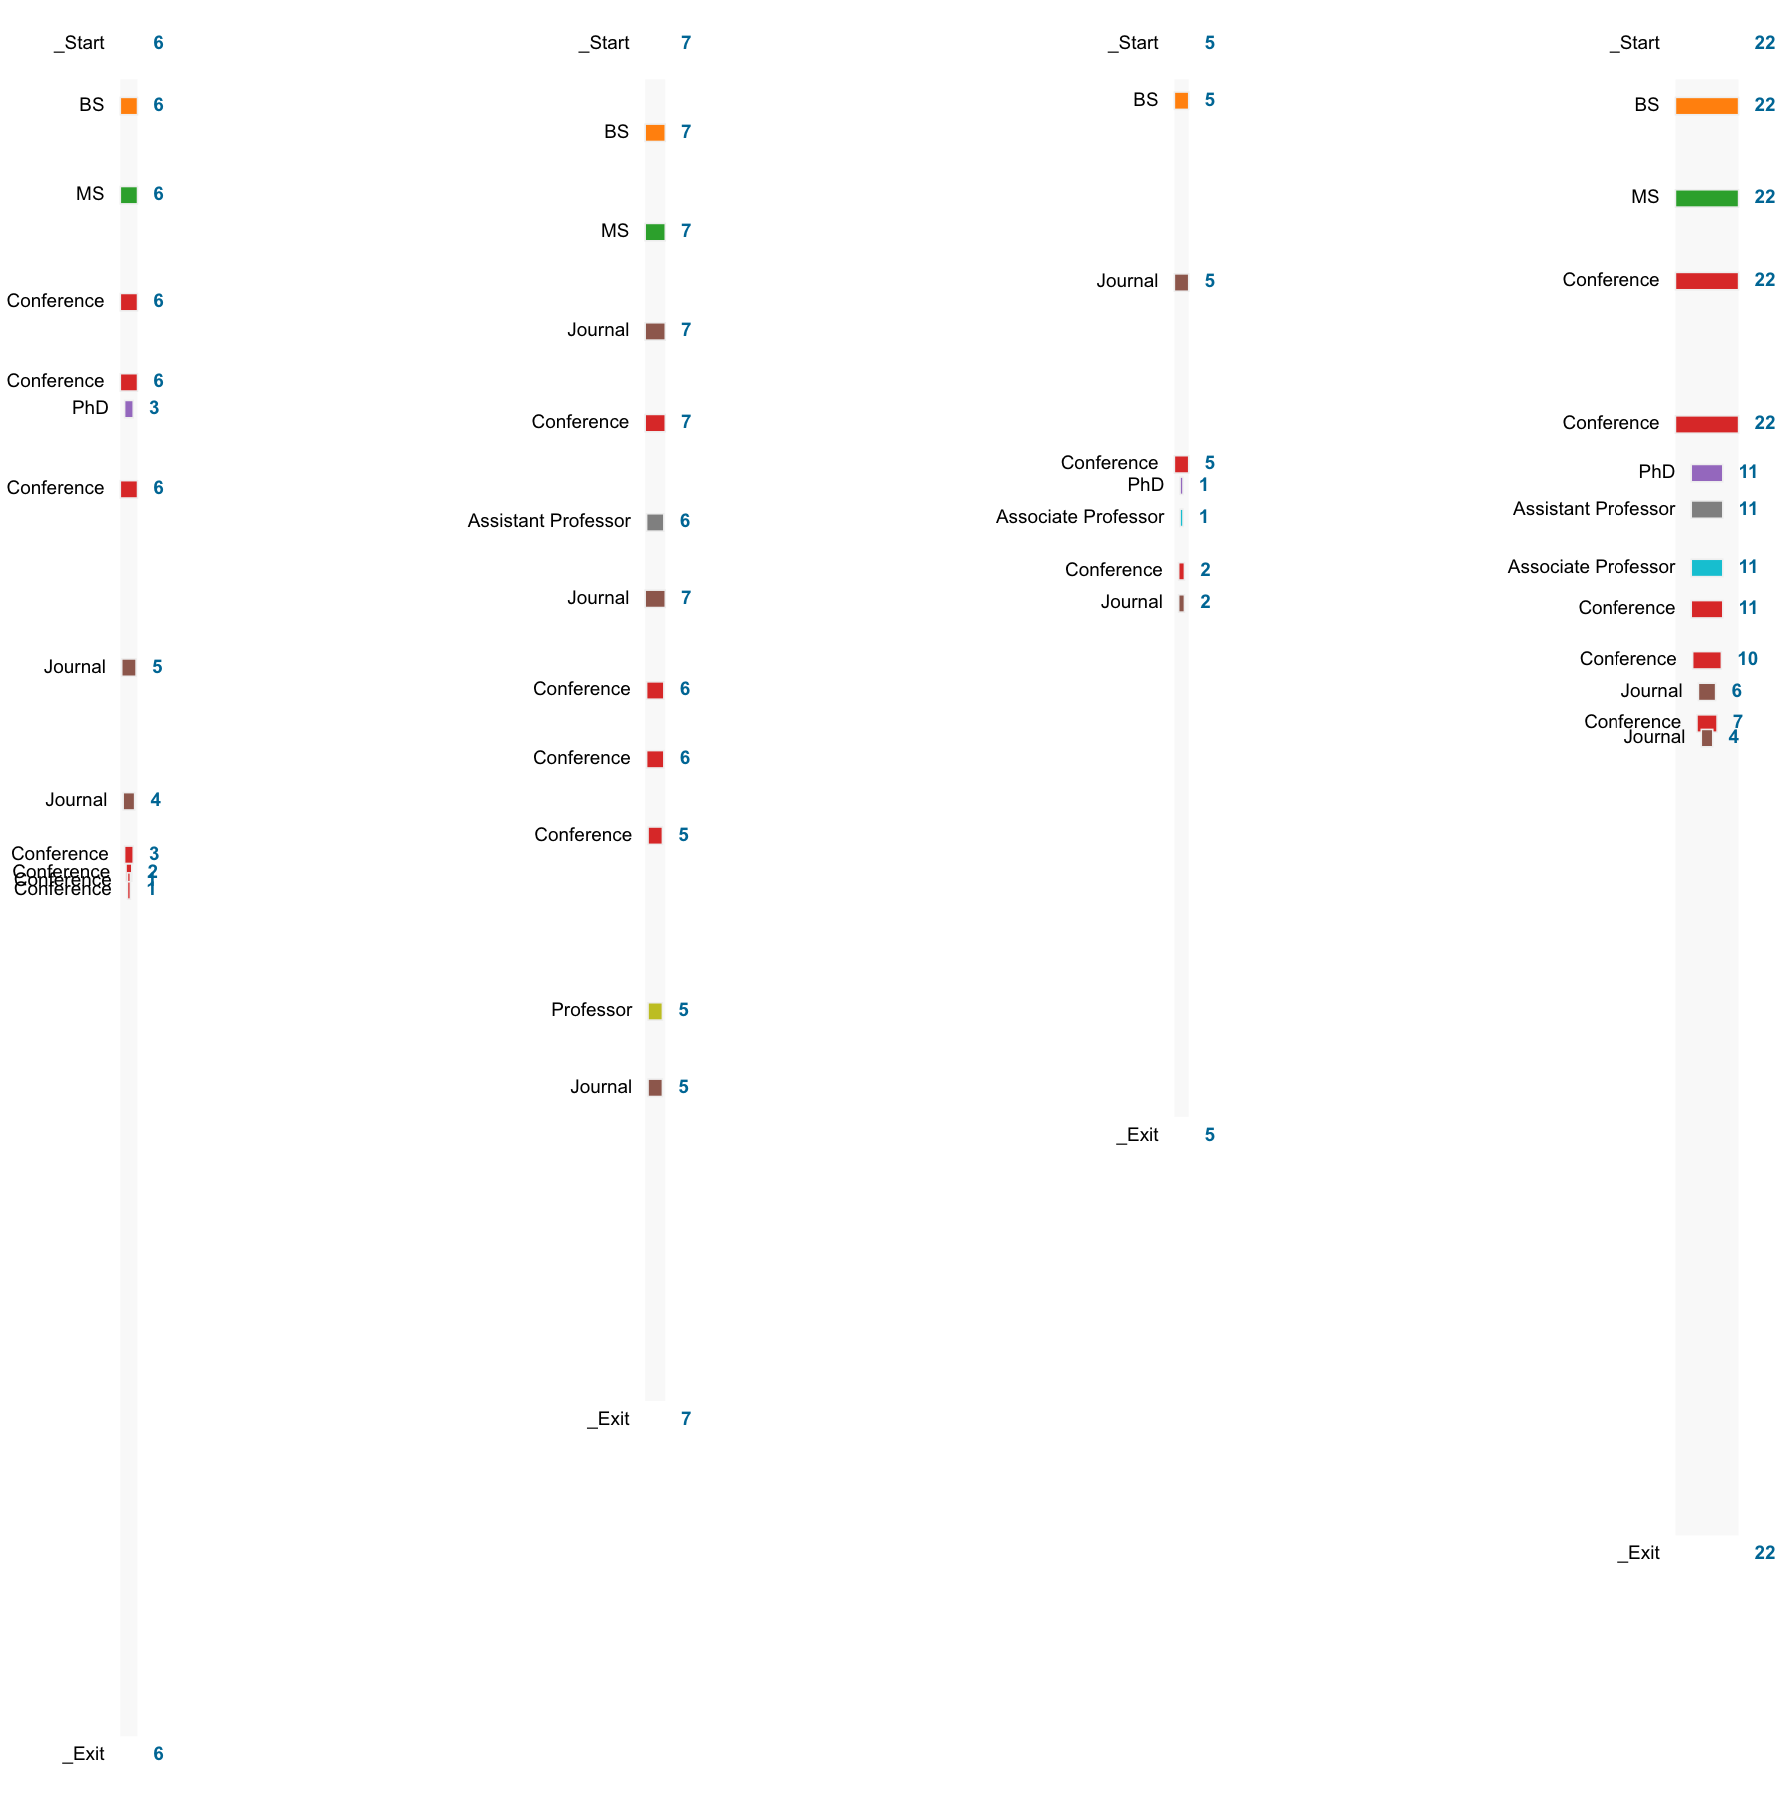 _Start 6
BS 6
MS 6
Conference 6
Conference 6
PhD 3
Conference 6
Journal 5
Journal 4
Conference 3
Conference 2
Conference 1
Conference 1
_Exit 6
_Start 7
BS 7
MS 7
Journal 7
Conference 7
Assistant Professor 6
Journal 7
Conference 6
Conference 6
Conference 5
Professor 5
Journal 5
_Exit 7
_Start 5
BS 5
Journal 5
Conference 5
PhD 1
Associate Professor 1
Conference 2
Journal 2
_Exit 5
_Start 22
BS 22
MS 22
Conference 22
Conference 22
PhD 11
Assistant Professor 11
Associate Professor 11
Conference 11
Conference 10
Journal 6
Conference 7
Journal 4
_Exit 22